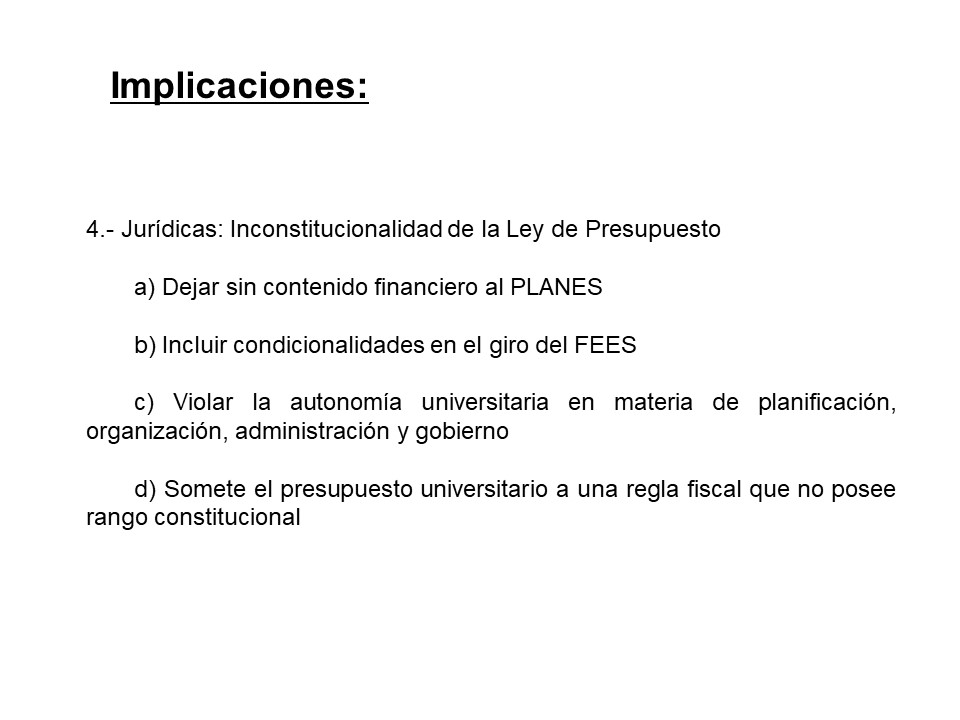 Implicaciones:
4.- Jurídicas: Inconstitucionalidad de la Ley de Presupuesto
a) Dejar sin contenido financiero al PLANES
b) Incluir condicionalidades en el giro del FEES
c) Violar la autonomía universitaria en materia de planificación,
organización, administración y gobierno
d) Somete el presupuesto universitario a una regla fiscal que no posee
rango constitucional